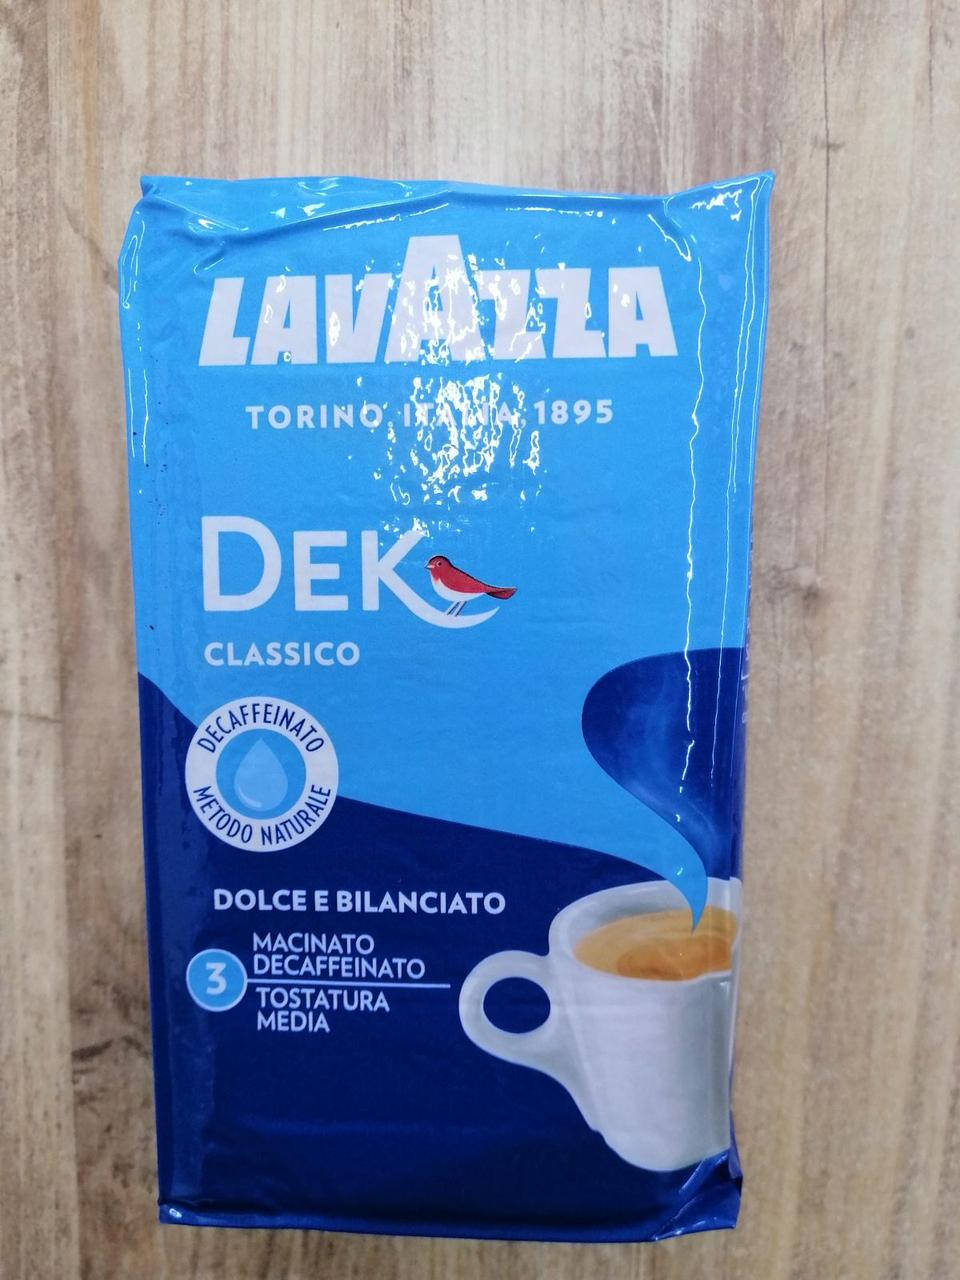 LAVAZZA
TORINO, ITALIA, 1895
DEK
CLASSICO
DECAFFEINATO
METODO NATURALE
DOLCE E BILANCIATO
3
MACINATO
DECAFFEINATO
TOSTATURA
MEDIA